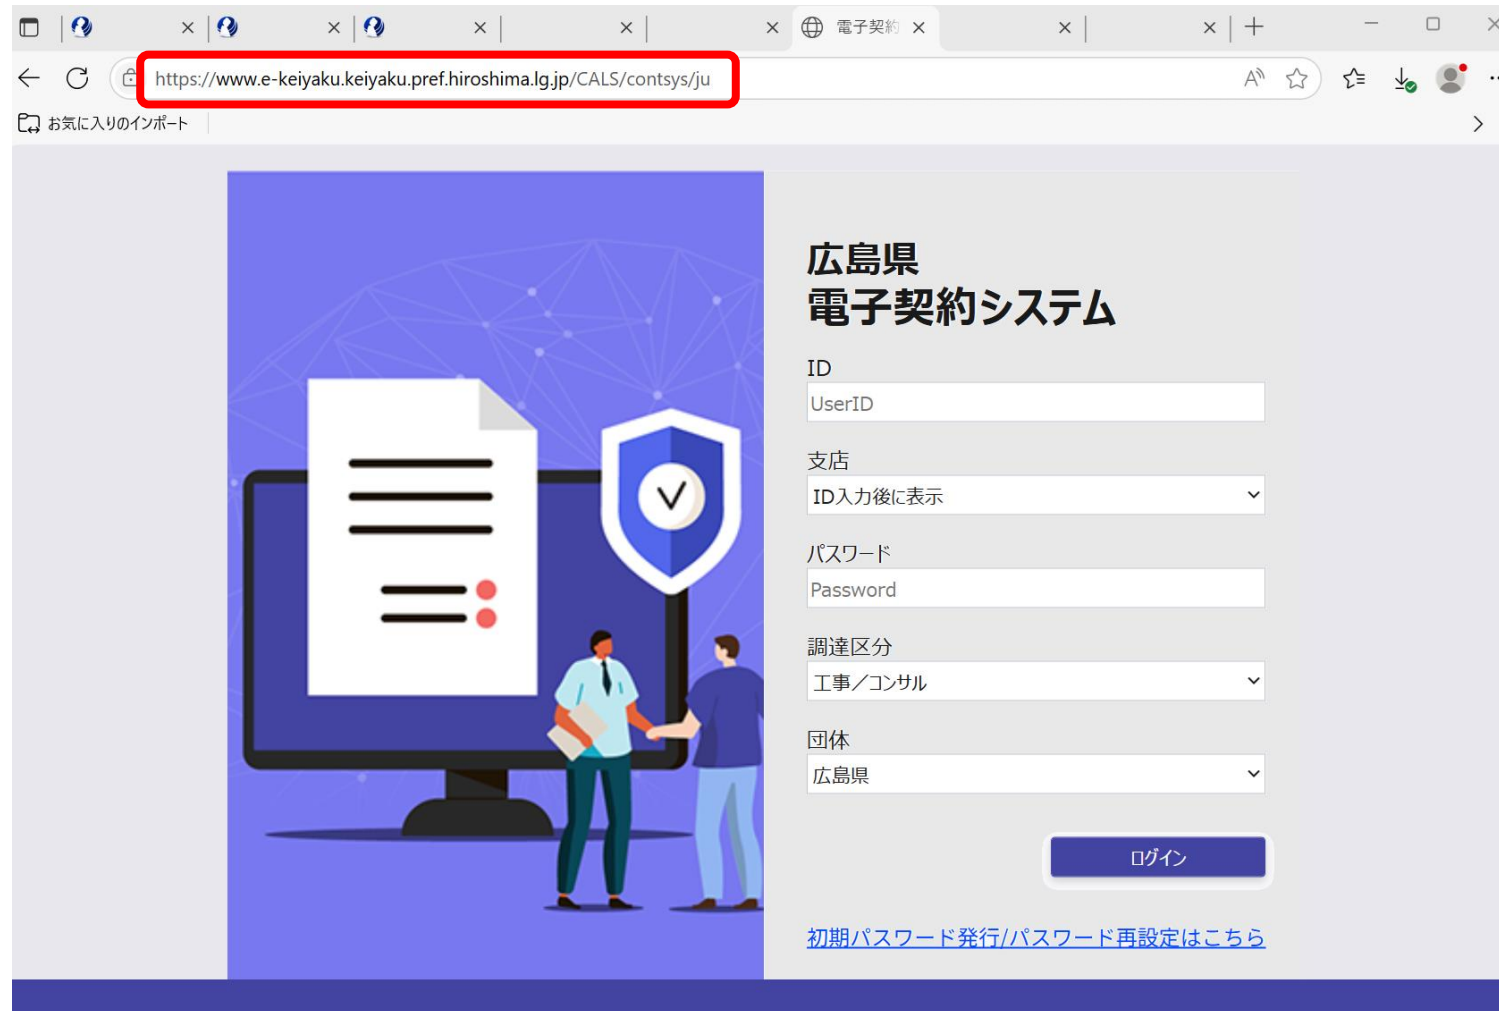 電子契約
https://www.e-keiyaku.keiyaku.pref.hiroshima.lg.jp/CALS/contsys/ju
お気に入りのインポート
広島県
電子契約システム
ID
UserID
支店
ID入力後に表示
パスワード
Password
調達区分
工事／コンサル
団体
広島県
ログイン
初期パスワード発行/パスワード再設定はこちら